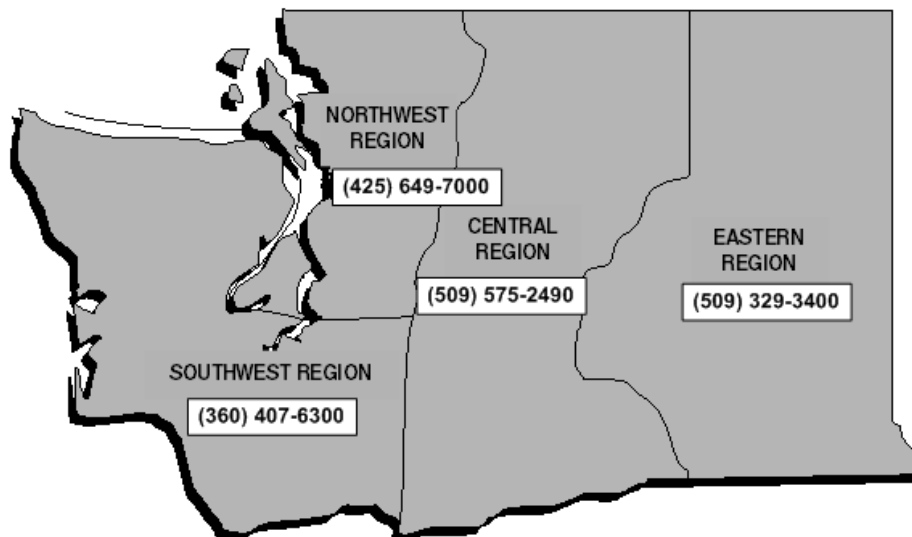 NORTHWEST
REGION
(425) 649-7000
CENTRAL
REGION
(509) 575-2490
EASTERN
REGION
(509) 329-3400
SOUTHWEST REGION
(360) 407-6300